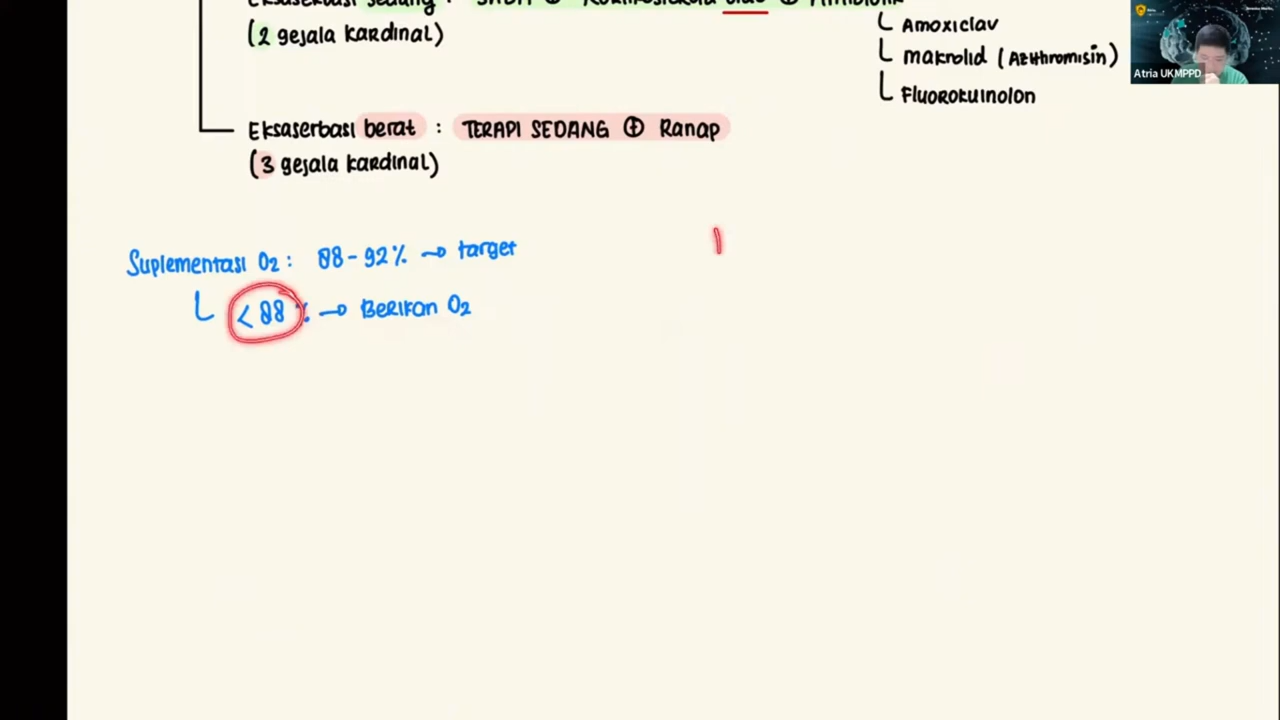 (2 gejala kardinal)
Amoxiclav
makrolid (Azithromisin)
Fluorokuinolon
Atria UKMPPD
Eksaserbasi berat : TERAPI SEDANG ⊕ Ranap
(3 gejala kardinal)
Suplementasi O2 : 88-92% → target
< 88% → Berikan O2